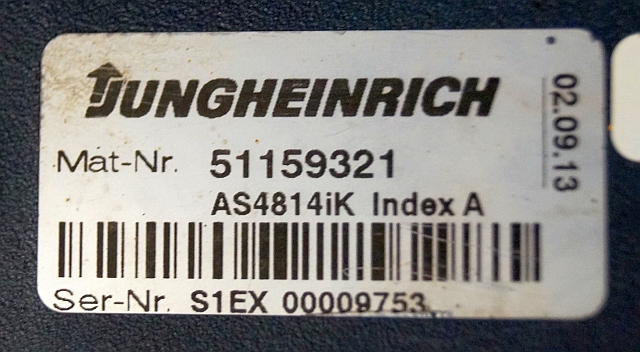 JUNGHEINRICH
02.09.13
Mat-Nr. 51159321
AS4814iK Index A
Ser-Nr. S1EX 00009753